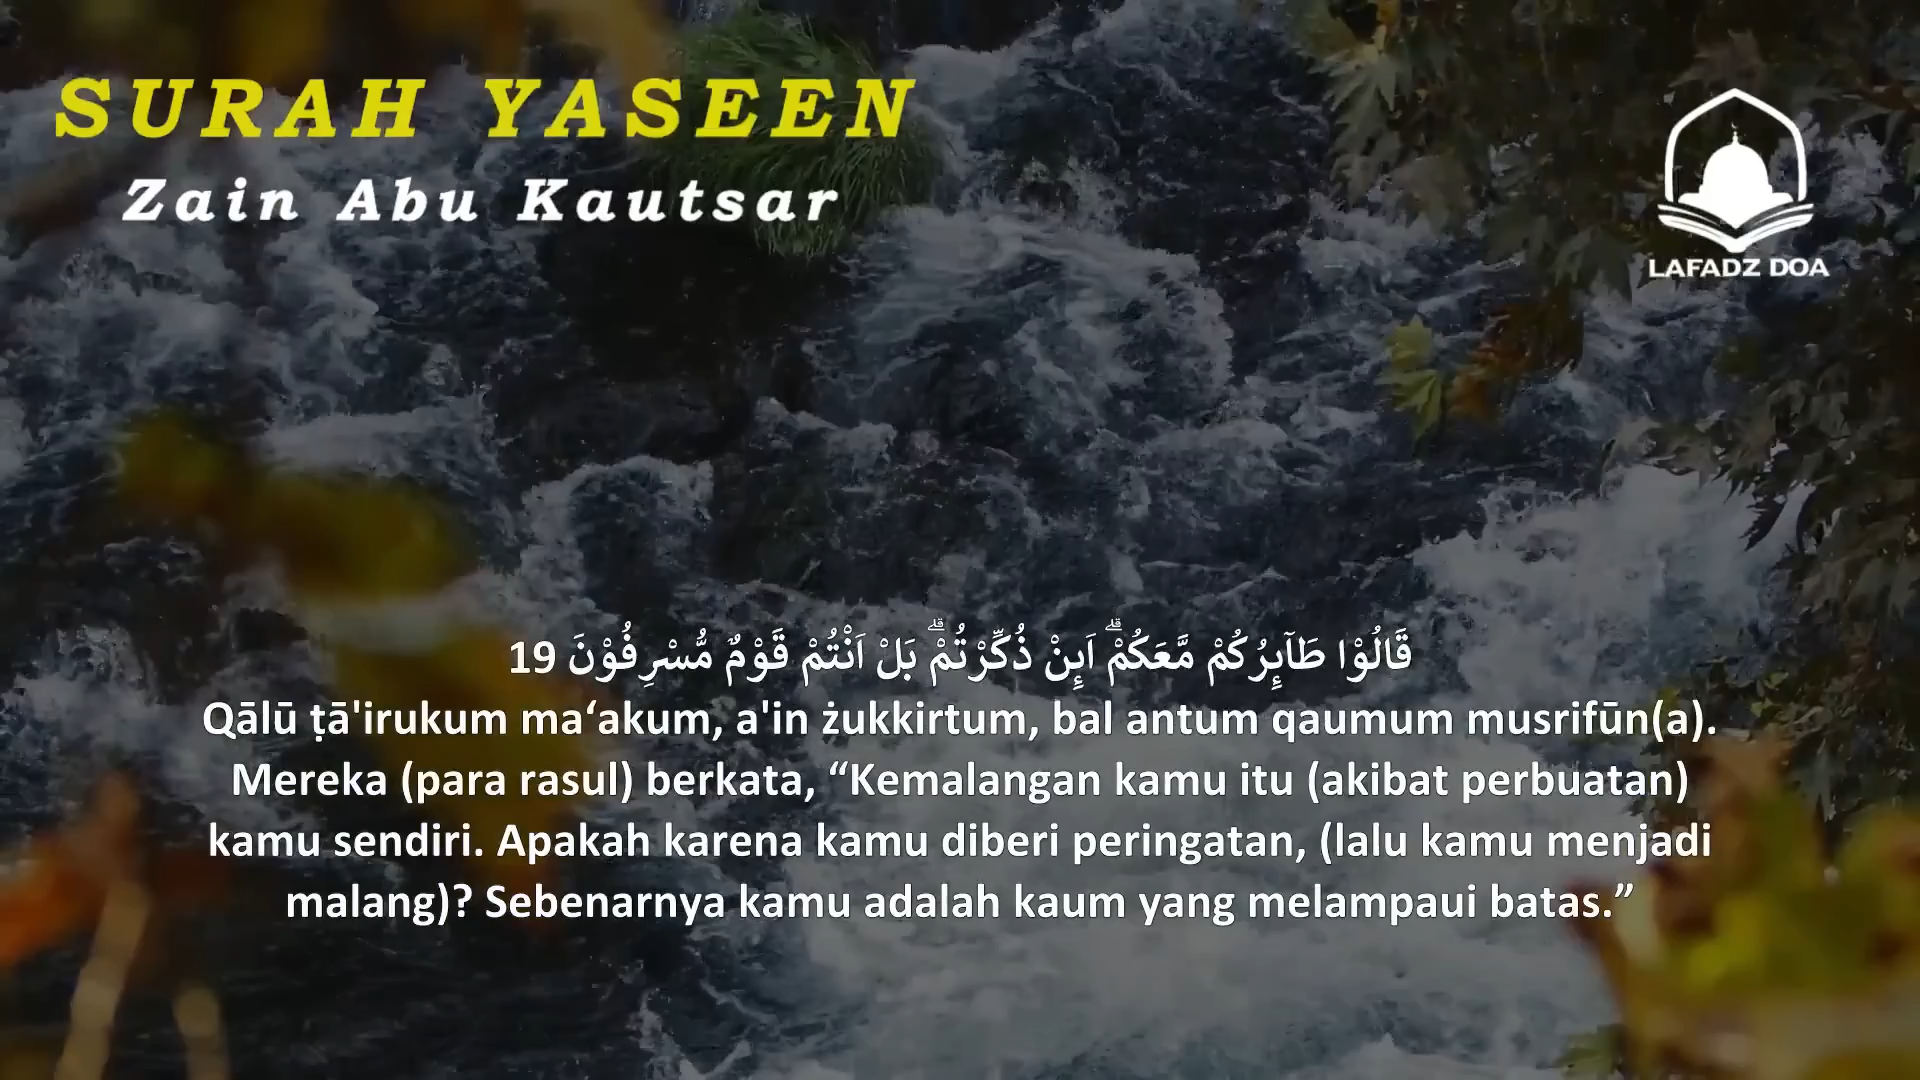 SURAH YASEEN
Zain Abu Kautsar
LAFADZ DOA
قَالُوْا طَاۤىِٕرُكُمْ مَّعَكُمْۗ اَىِٕنْ ذُكِّرْتُمْۗ بَلْ اَنْتُمْ قَوْمٌ مُّسْرِفُوْنَ 19
Qālū ṭā'irukum ma‘akum, a'in żukkirtum, bal antum qaumum musrifūn(a).
Mereka (para rasul) berkata, “Kemalangan kamu itu (akibat perbuatan)
kamu sendiri. Apakah karena kamu diberi peringatan, (lalu kamu menjadi
malang)? Sebenarnya kamu adalah kaum yang melampaui batas.”